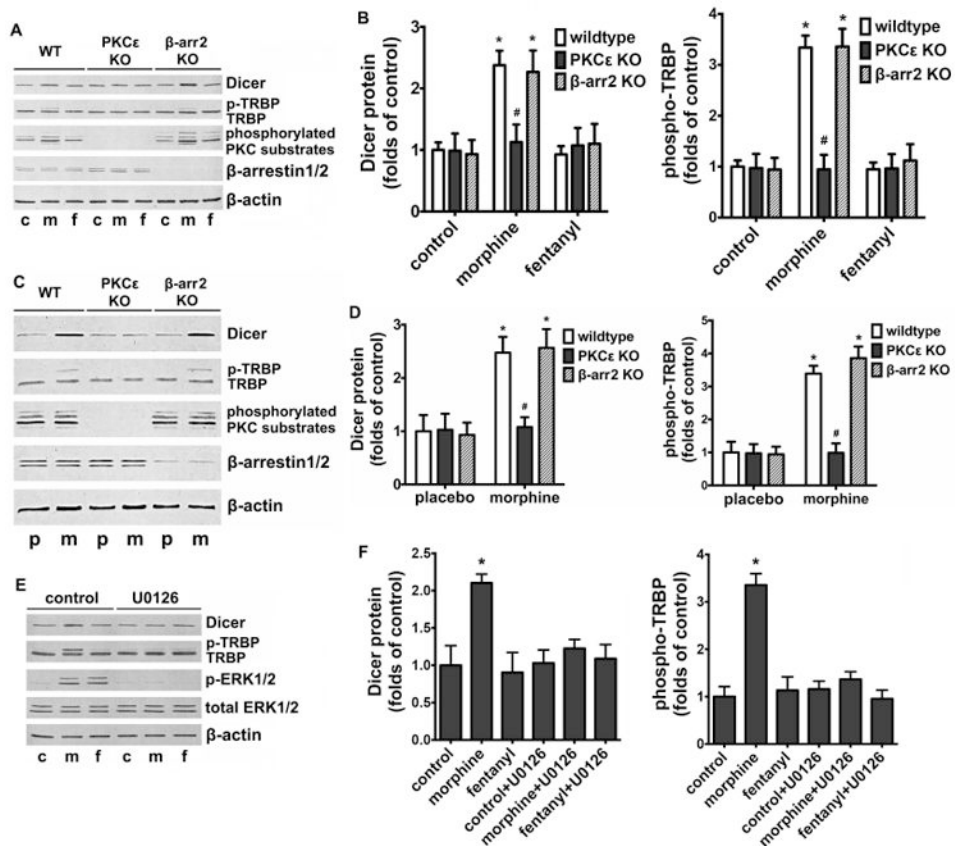 A
WT
PKCε
KO
β-arr2
KO
Dicer
p-TRBP
TRBP
phosphorylated
PKC substrates
β-arrestin1/2
β-actin
c m f c m f c m f
B
Dicer protein
(folds of control)
3
2
1
0
control
morphine
fentanyl
* # *
wildtype
PKCε KO
β-arr2 KO
phospho-TRBP
(folds of control)
4
3
2
1
0
control
morphine
fentanyl
* # *
C
WT
PKCε
KO
β-arr2
KO
Dicer
p-TRBP
TRBP
phosphorylated
PKC substrates
β-arrestin1/2
β-actin
p m p m p m
D
Dicer protein
(folds of control)
3
2
1
0
placebo morphine
* # *
wildtype
PKCε KO
β-arr2 KO
phospho-TRBP
(folds of control)
5
4
3
2
1
0
placebo morphine
* # *
wildtype
PKCε KO
β-arr2 KO
E
control U0126
Dicer
p-TRBP
TRBP
p-ERK1/2
total ERK1/2
β-actin
c m f c m f
F
Dicer protein
(folds of control)
2.5
2.0
1.5
1.0
0.5
0.0
*
control
morphine
fentanyl
control+U0126
morphine+U0126
fentanyl+U0126
phospho-TRBP
(folds of control)
4
3
2
1
0
*
control
morphine
fentanyl
control+U0126
morphine+U0126
fentanyl+U0126